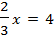 2/3 x = 4